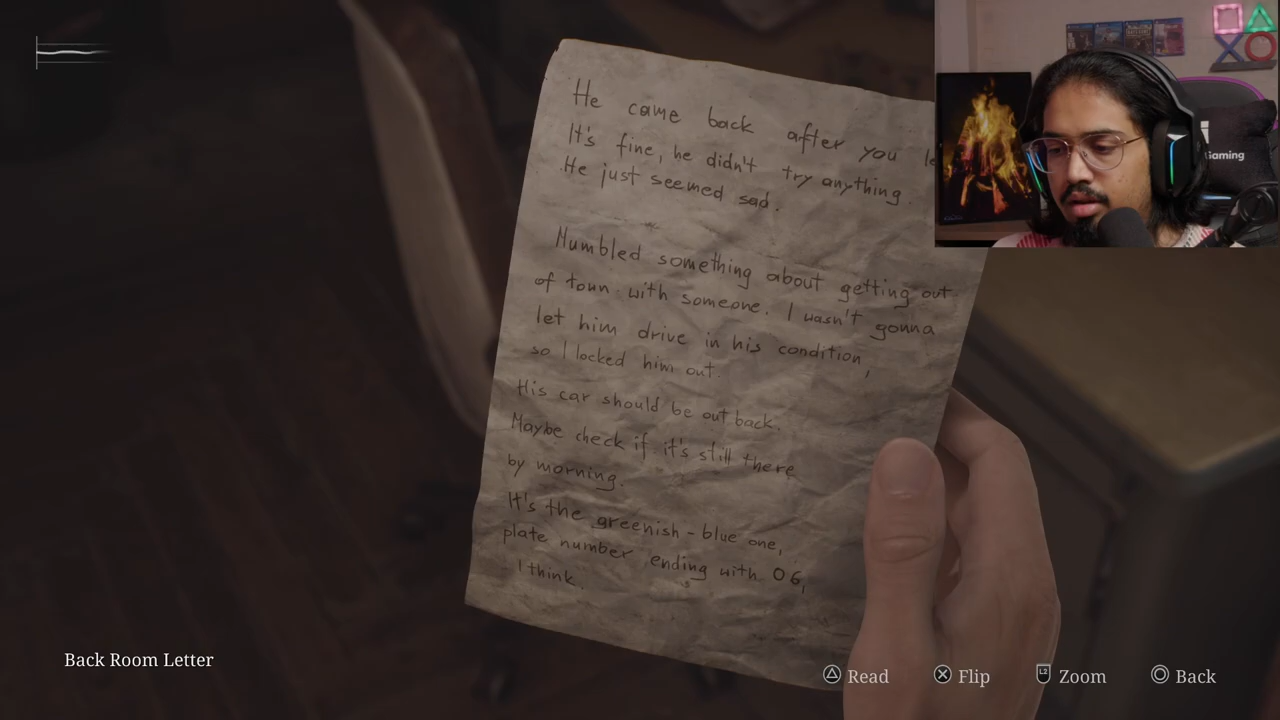 He came back after you le
It's fine, he didn't try anything.
He just seemed sad.
Mumbled something about getting out
of town with someone. I wasn't gonna
let him drive in his condition,
so I locked him out.
His car should be out back.
Maybe check if it's still there
by morning.
It's the greenish-blue one,
plate number ending with 06,
I think.
Back Room Letter
Read
Flip
L2 Zoom
Back
Gaming